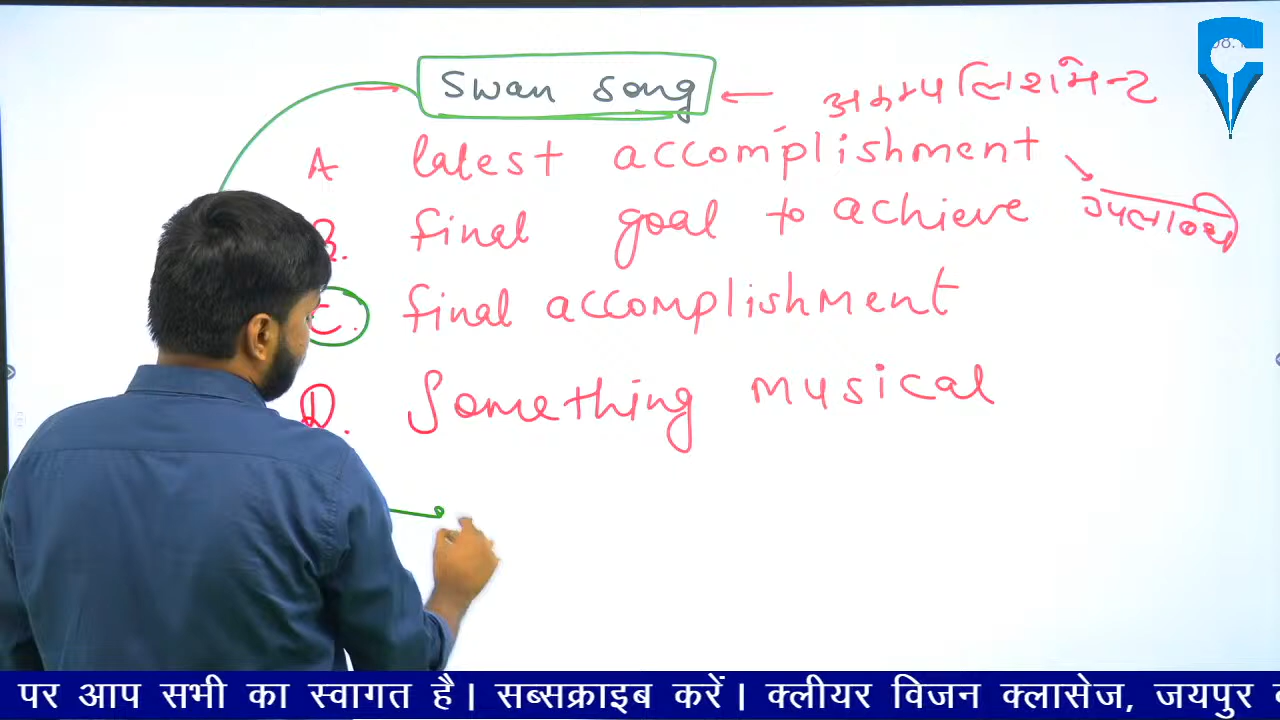 Swan song
अकम्पलिशमेन्ट
A latest accomplishment
उपलब्धि
B. final goal to achieve
C. final accomplishment
D. Something musical
पर आप सभी का स्वागत है। सब्सक्राइब करें। क्लीयर विजन क्लासेज, जयपुर